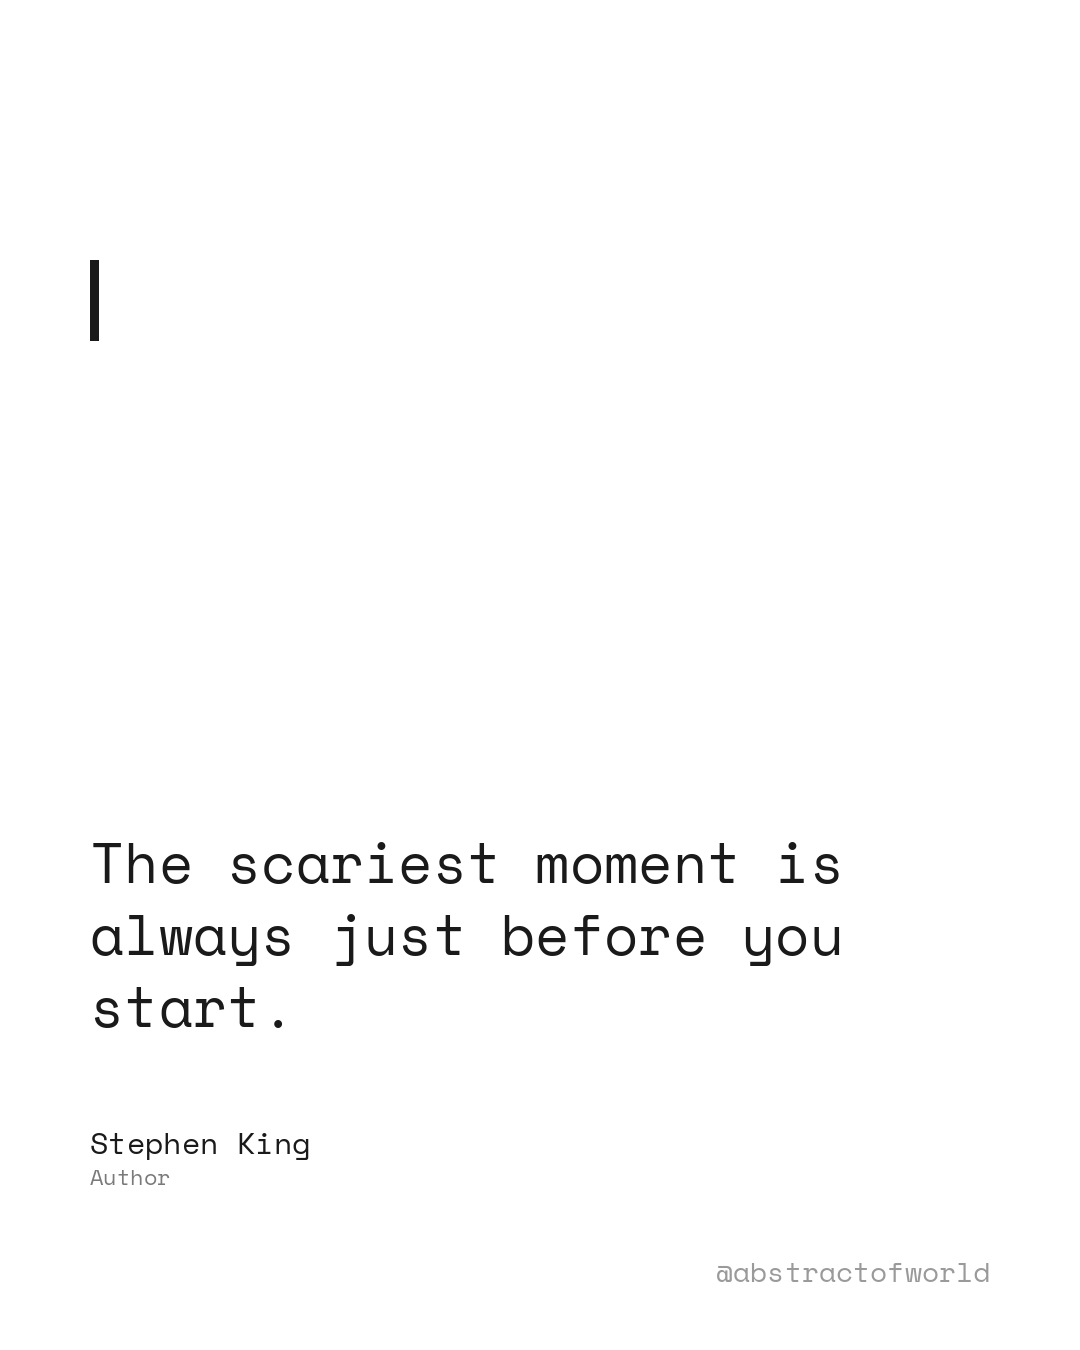 The scariest moment is
always just before you
start.
Stephen King
Author
@abstractofworld